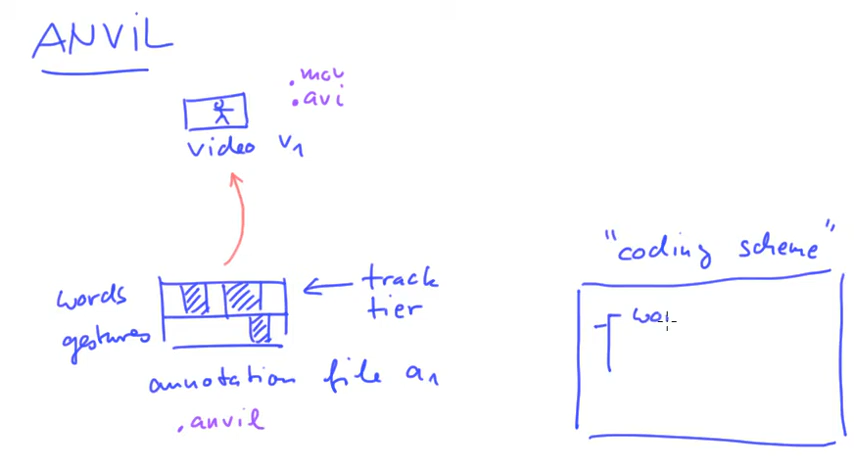 ANVIL
.mov
.avi
video v1
"coding scheme"
words
track
tier
gestures
annotation file a1
.anvil